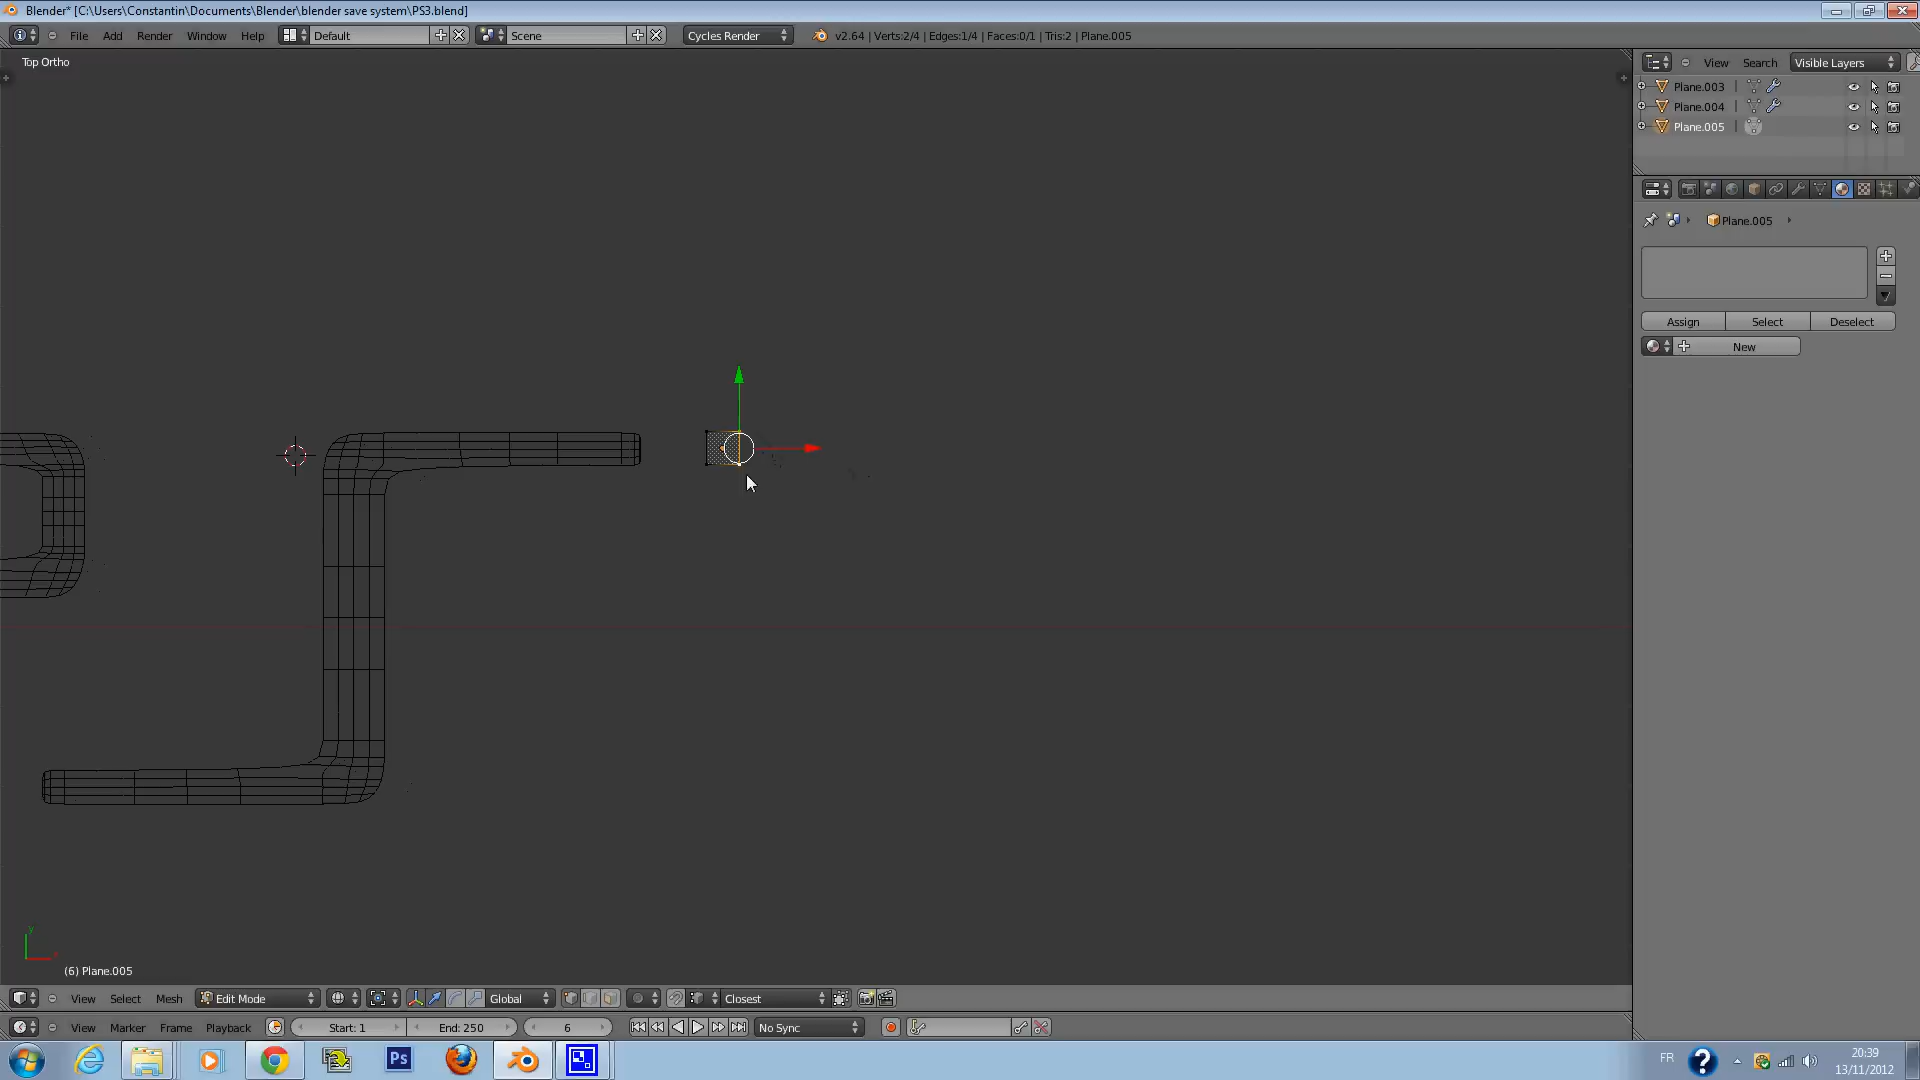 Blender* [C:\Users\Constantin\Documents\Blender\blender save system\PS3.blend]
File Add Render Window Help Default Scene Cycles Render v2.64 | Verts:2/4 | Edges:1/4 | Faces:0/1 | Tris:2 | Plane.005
Top Ortho
View Search Visible Layers
Plane.003
Plane.004
Plane.005
Plane.005
Assign Select Deselect
New
y
(6) Plane.005
View Select Mesh Edit Mode Global Closest
View Marker Frame Playback Start: 1 End: 250 6 No Sync
Ps
FR
20:39
13/11/2012